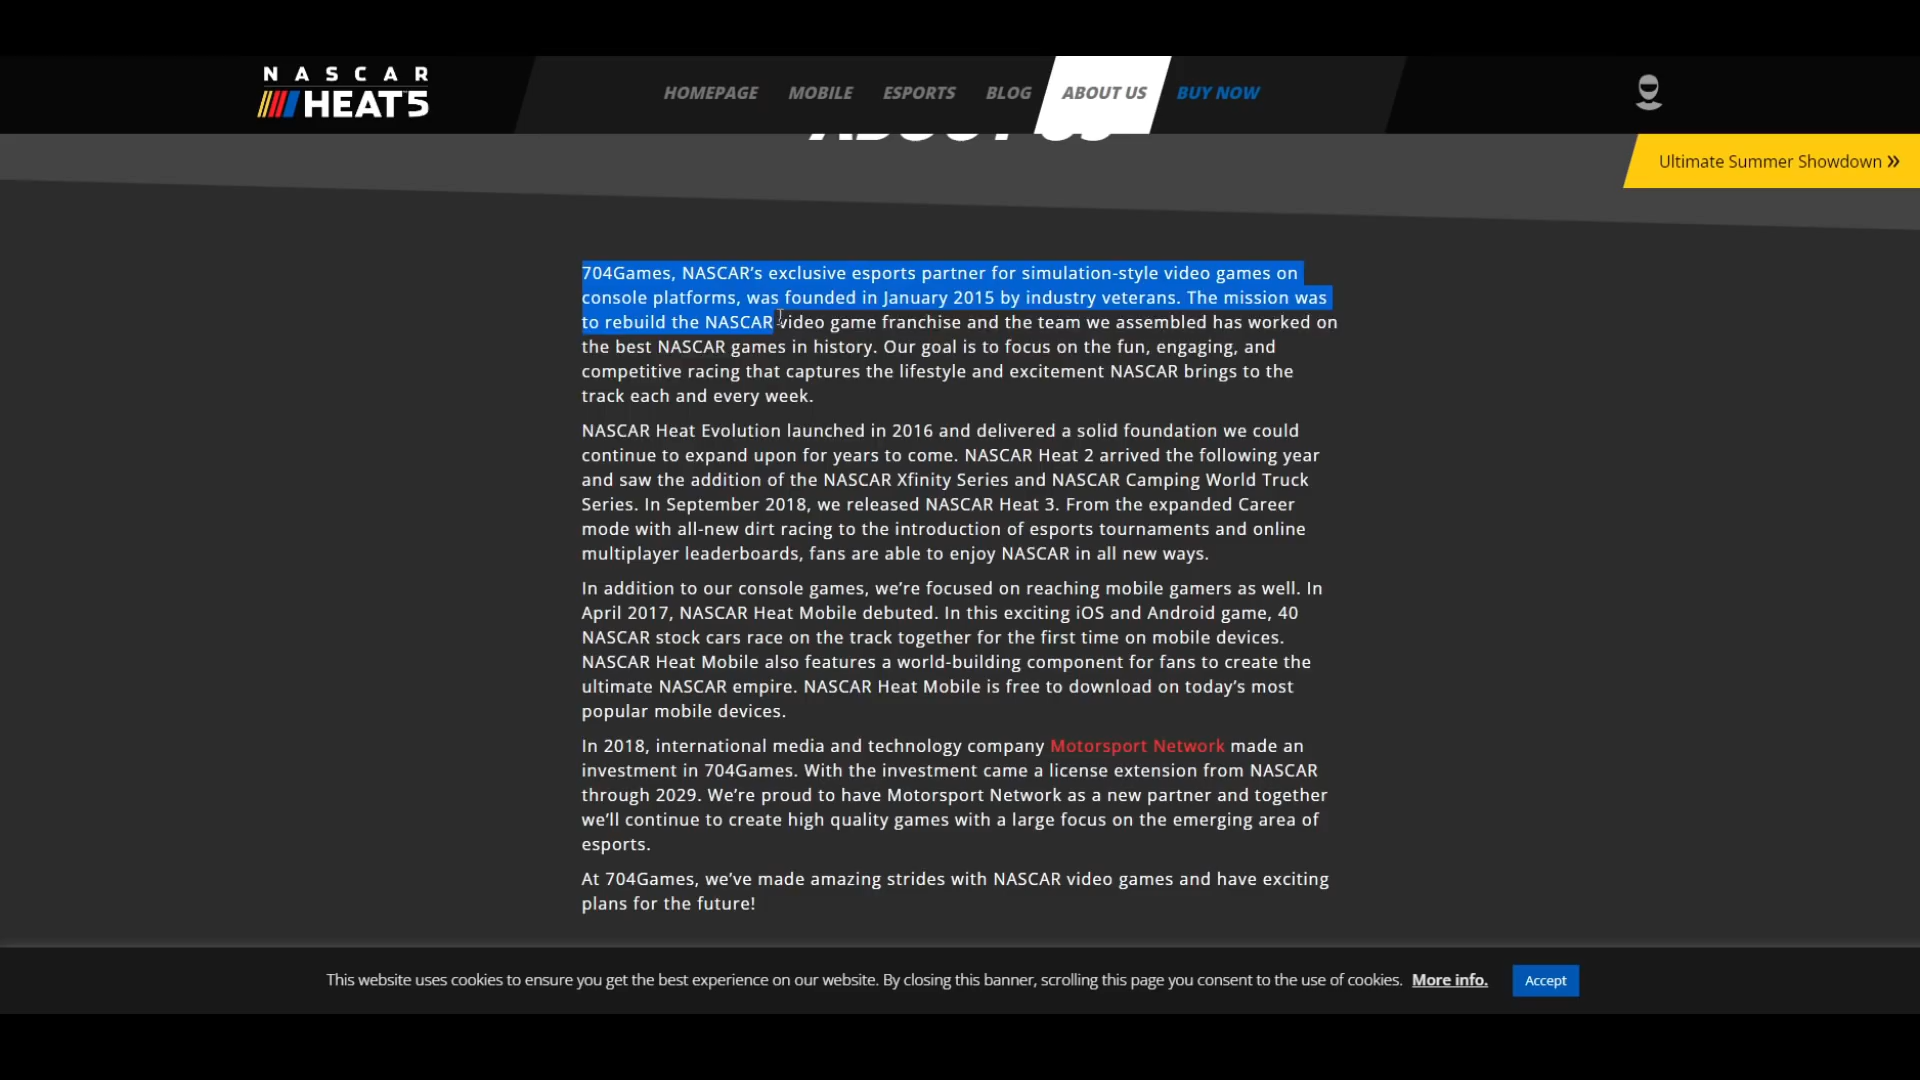 NASCAR
HEAT5
HOMEPAGE
MOBILE
ESPORTS
BLOG
ABOUT US
BUY NOW
ABOUT US
Ultimate Summer Showdown »
704Games, NASCAR’s exclusive esports partner for simulation-style video games on
console platforms, was founded in January 2015 by industry veterans. The mission was
to rebuild the NASCAR video game franchise and the team we assembled has worked on
the best NASCAR games in history. Our goal is to focus on the fun, engaging, and
competitive racing that captures the lifestyle and excitement NASCAR brings to the
track each and every week.
NASCAR Heat Evolution launched in 2016 and delivered a solid foundation we could
continue to expand upon for years to come. NASCAR Heat 2 arrived the following year
and saw the addition of the NASCAR Xfinity Series and NASCAR Camping World Truck
Series. In September 2018, we released NASCAR Heat 3. From the expanded Career
mode with all-new dirt racing to the introduction of esports tournaments and online
multiplayer leaderboards, fans are able to enjoy NASCAR in all new ways.
In addition to our console games, we’re focused on reaching mobile gamers as well. In
April 2017, NASCAR Heat Mobile debuted. In this exciting iOS and Android game, 40
NASCAR stock cars race on the track together for the first time on mobile devices.
NASCAR Heat Mobile also features a world-building component for fans to create the
ultimate NASCAR empire. NASCAR Heat Mobile is free to download on today’s most
popular mobile devices.
In 2018, international media and technology company Motorsport Network made an
investment in 704Games. With the investment came a license extension from NASCAR
through 2029. We’re proud to have Motorsport Network as a new partner and together
we’ll continue to create high quality games with a large focus on the emerging area of
esports.
At 704Games, we’ve made amazing strides with NASCAR video games and have exciting
plans for the future!
This website uses cookies to ensure you get the best experience on our website. By closing this banner, scrolling this page you consent to the use of cookies. More info.
Accept